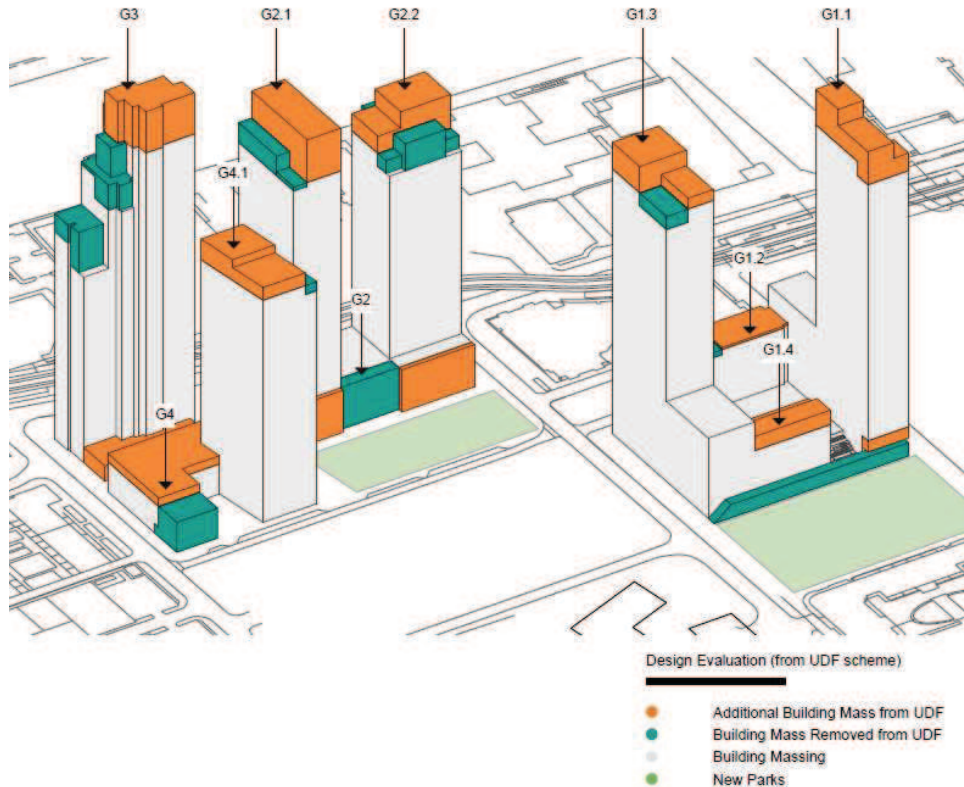 G3
G2.1
G2.2
G1.3
G1.1
G4.1
G1.2
G2
G1.4
G4
Design Evaluation (from UDF scheme)
Additional Building Mass from UDF
Building Mass Removed from UDF
Building Massing
New Parks